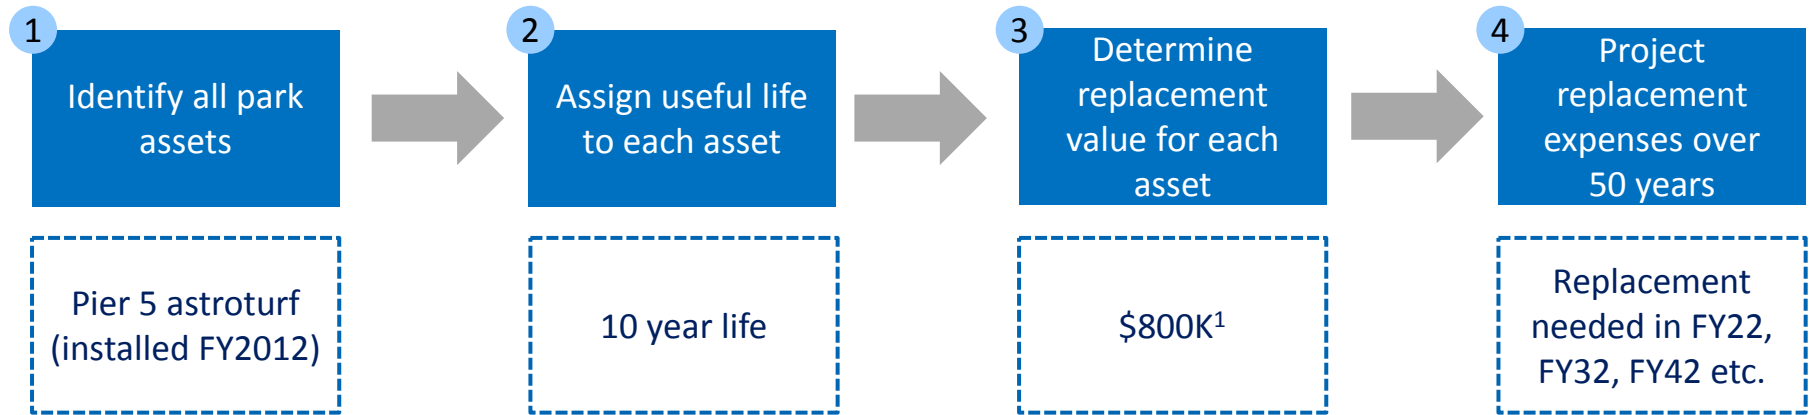 1
Identify all park
assets
2
Assign useful life
to each asset
3
Determine
replacement
value for each
asset
4
Project
replacement
expenses over
50 years
Pier 5 astroturf
(installed FY2012)
10 year life
$800K¹
Replacement
needed in FY22,
FY32, FY42 etc.